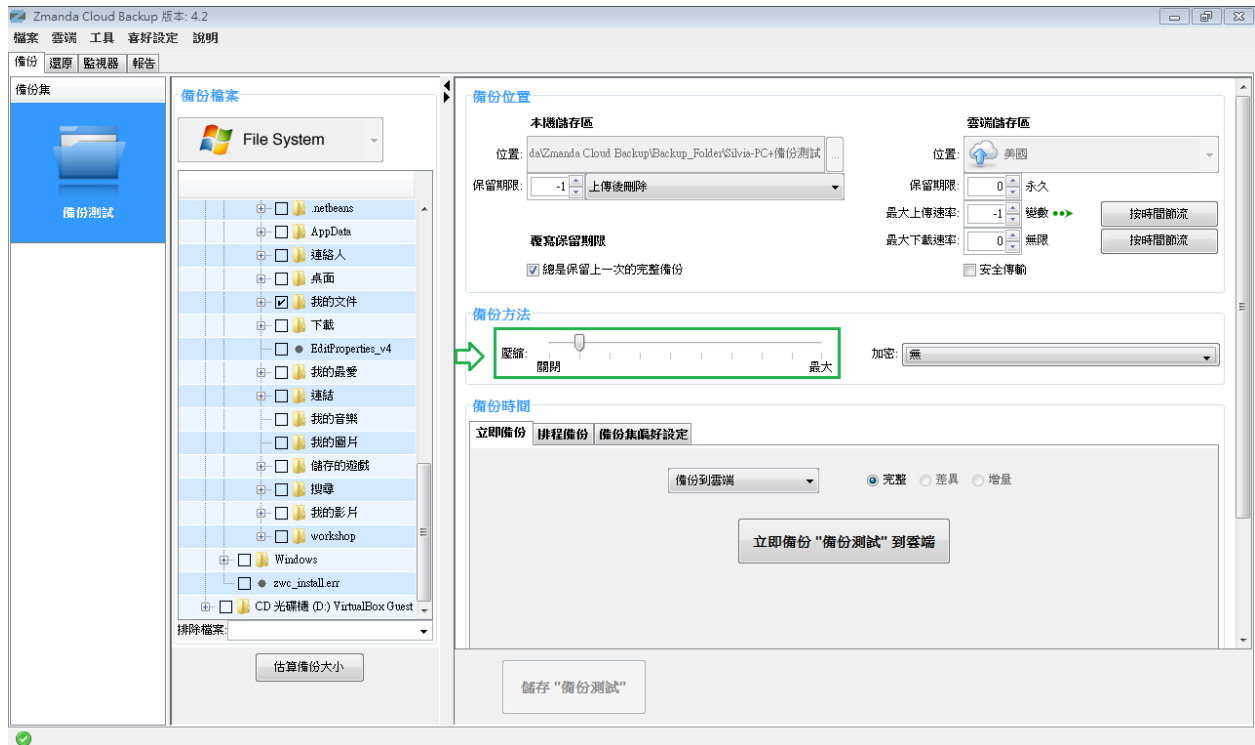 Zmanda Cloud Backup 版本: 4.2
檔案 雲端 工具 喜好設定 說明
備份 還原 監視器 報告
備份集
備份測試
備份檔案
File System
.netbeans
AppData
連絡人
桌面
我的文件
下載
EditProperties_v4
我的最愛
連結
我的音樂
我的圖片
儲存的遊戲
搜尋
我的影片
workshop
Windows
zwc_install.err
CD 光碟機 (D:) VirtualBox Guest
排除檔案:
估算備份大小
備份位置
本機儲存區
位置: da\Zmanda Cloud Backup\Backup_Folder\Silvia-PC+備份測試 ...
保留期限: -1 上傳後刪除
覆寫保留期限
總是保留上一次的完整備份
雲端儲存區
位置: 美國
保留期限: 0 永久
最大上傳速率: -1 變數 按時間節流
最大下載速率: 0 無限 按時間節流
安全傳輸
備份方法
壓縮:
關閉 最大
加密: 無
備份時間
立即備份 排程備份 備份集偏好設定
備份到雲端 完整 差異 增量
立即備份 "備份測試" 到雲端
儲存 "備份測試"